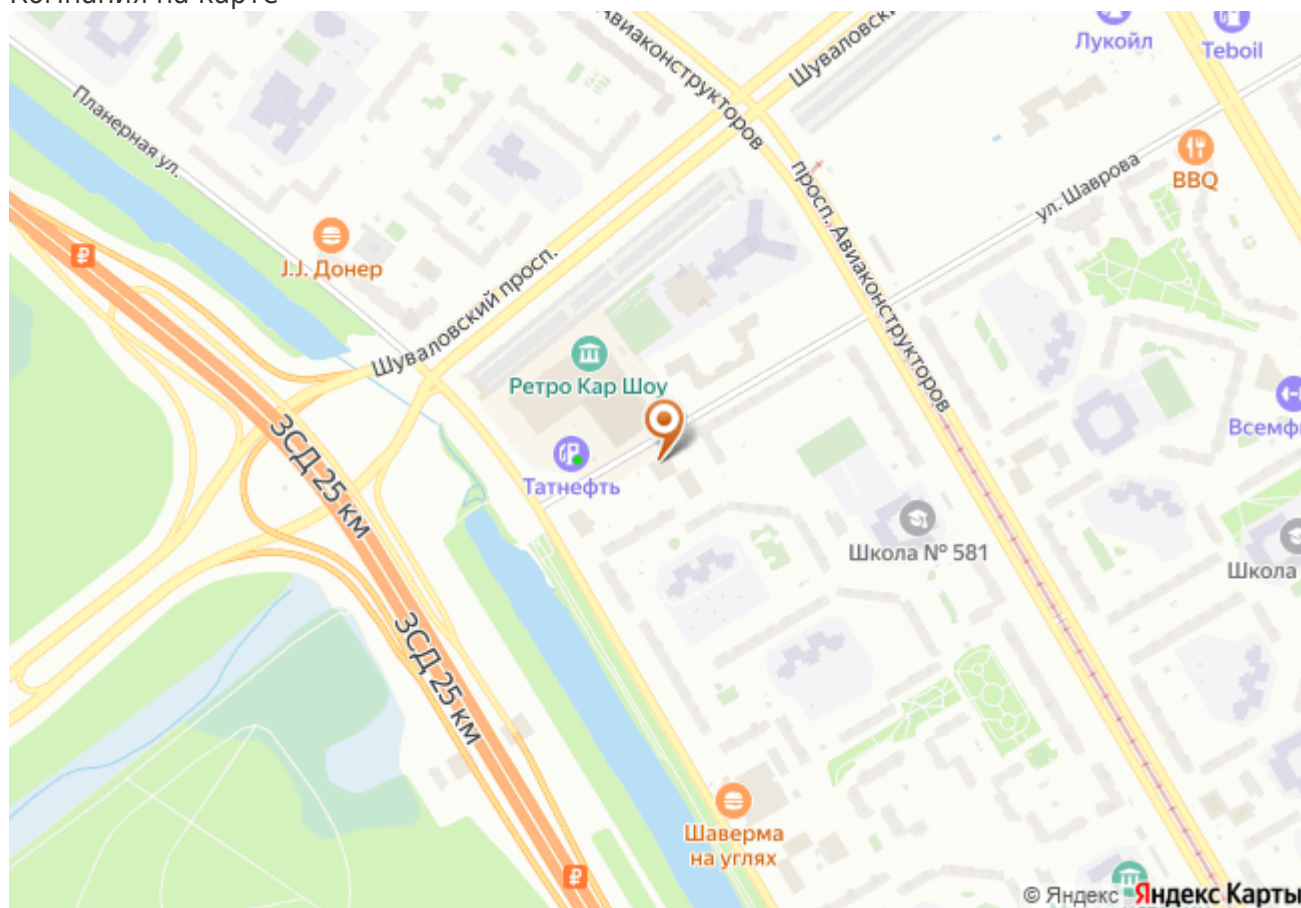 Компания на карте
Авиаконструкторов
Шуваловск
Лукойл
Teboil
Планерная ул.
BBQ
ул. Шаврова
просп. Авиаконструкторов
J.J. Донер
Шуваловский просп.
Ретро Кар Шоу
Всемф
Татнефть
ЗСД 25 км
Школа № 581
Школа
ЗСД 25 км
Шаверма
на углях
© Яндекс Яндекс Карты